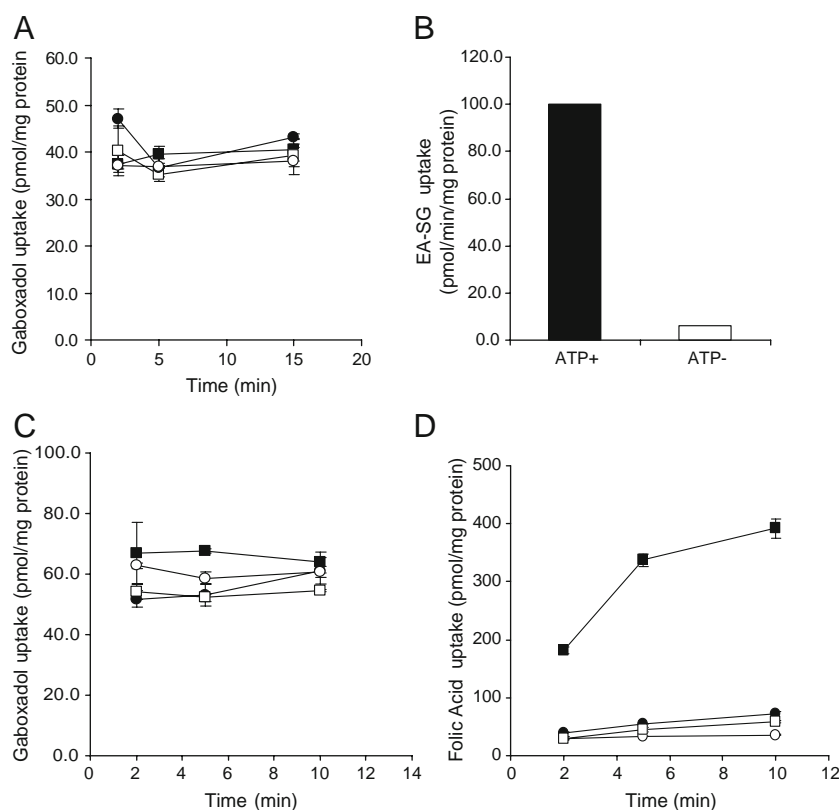 A
Gaboxadol uptake (pmol/mg protein)
60.0
50.0
40.0
30.0
20.0
10.0
0.0
0 5 10 15 20
Time (min)
B
EA-SG uptake
(pmol/min/mg protein)
120.0
100.0
80.0
60.0
40.0
20.0
0.0
ATP+ ATP-
C
Gaboxadol uptake (pmol/mg protein)
100.0
80.0
60.0
40.0
20.0
0.0
0 2 4 6 8 10 12 14
Time (min)
D
Folic Acid uptake (pmol/mg protein)
500
400
300
200
100
0
0 2 4 6 8 10 12
Time (min)